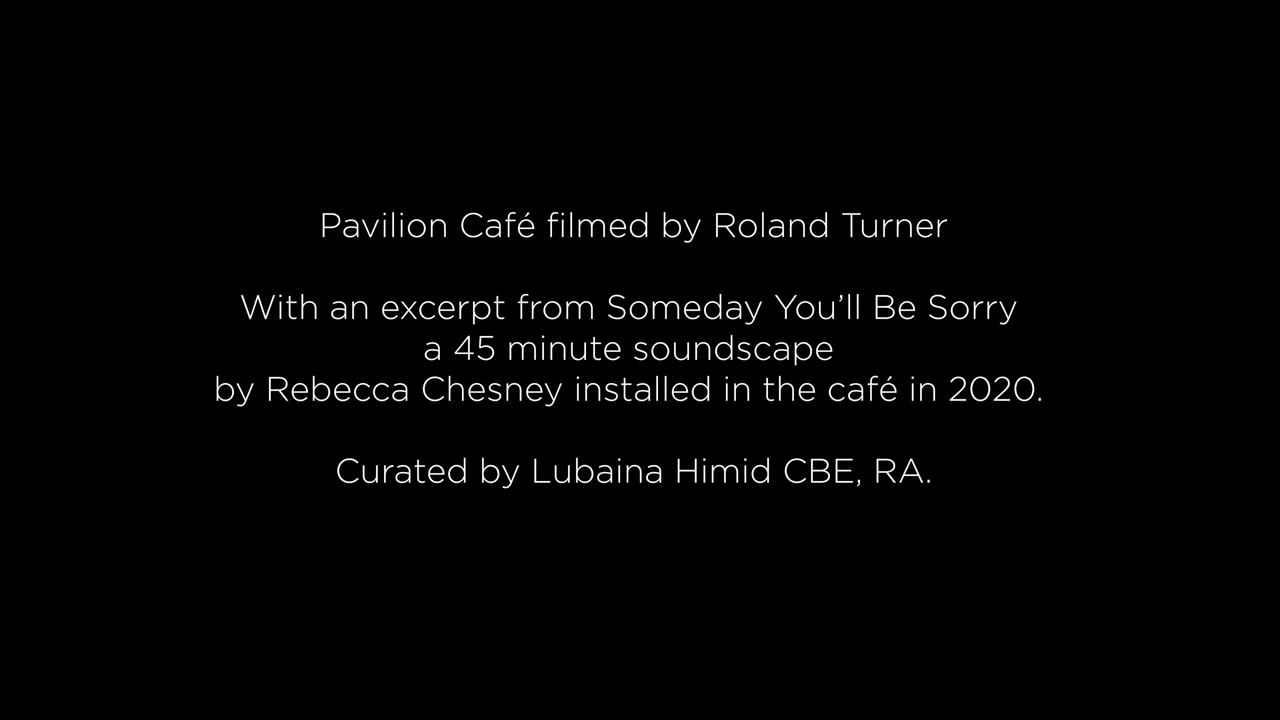 Pavilion Café filmed by Roland Turner
With an excerpt from Someday You’ll Be Sorry
a 45 minute soundscape
by Rebecca Chesney installed in the café in 2020.
Curated by Lubaina Himid CBE, RA.